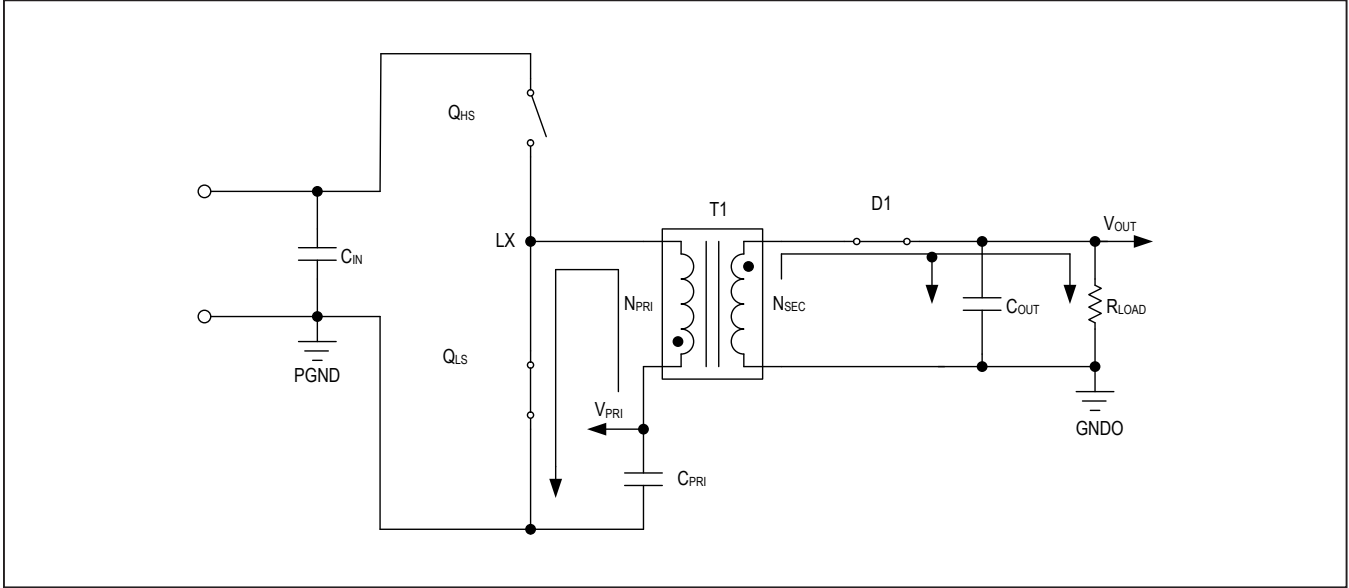 QHS
T1
D1
VOUT
LX
CIN
NPRI
NSEC
COUT
RLOAD
QLS
PGND
VPRI
GNDO
CPRI